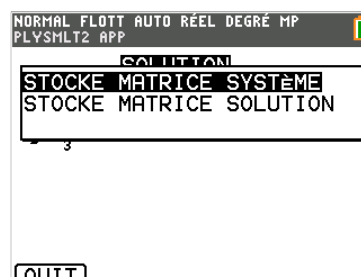 NORMAL FLOTT AUTO RÉEL DEGRÉ MP
PLYSMLT2 APP
SOLUTION
STOCKE MATRICE SYSTÈME
STOCKE MATRICE SOLUTION
3
QUIT